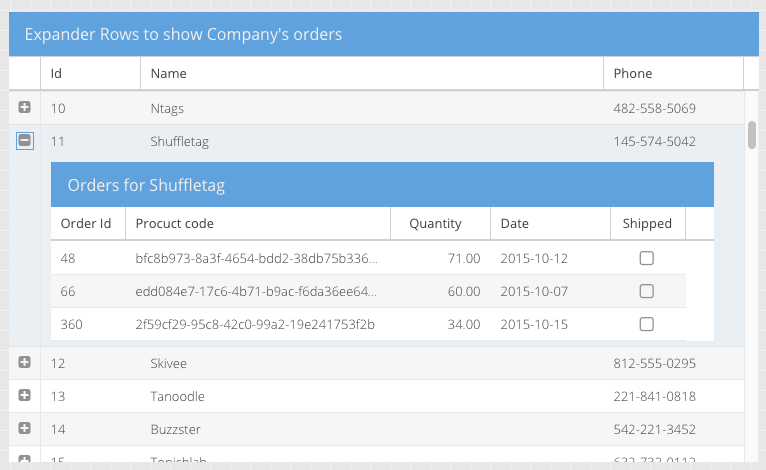 Expander Rows to show Company's orders
Id Name Phone
10 Ntags 482-558-5069
11 Shuffletag 145-574-5042
Orders for Shuffletag
Order Id Procuct code Quantity Date Shipped
48 bfc8b973-8a3f-4654-bdd2-38db75b336... 71.00 2015-10-12
66 edd084e7-17c6-4b71-b9ac-f6da36ee64... 60.00 2015-10-07
360 2f59cf29-95c8-42c0-99a2-19e241753f2b 34.00 2015-10-15
12 Skivee 812-555-0295
13 Tanoodle 221-841-0818
14 Buzzster 542-221-3452
15